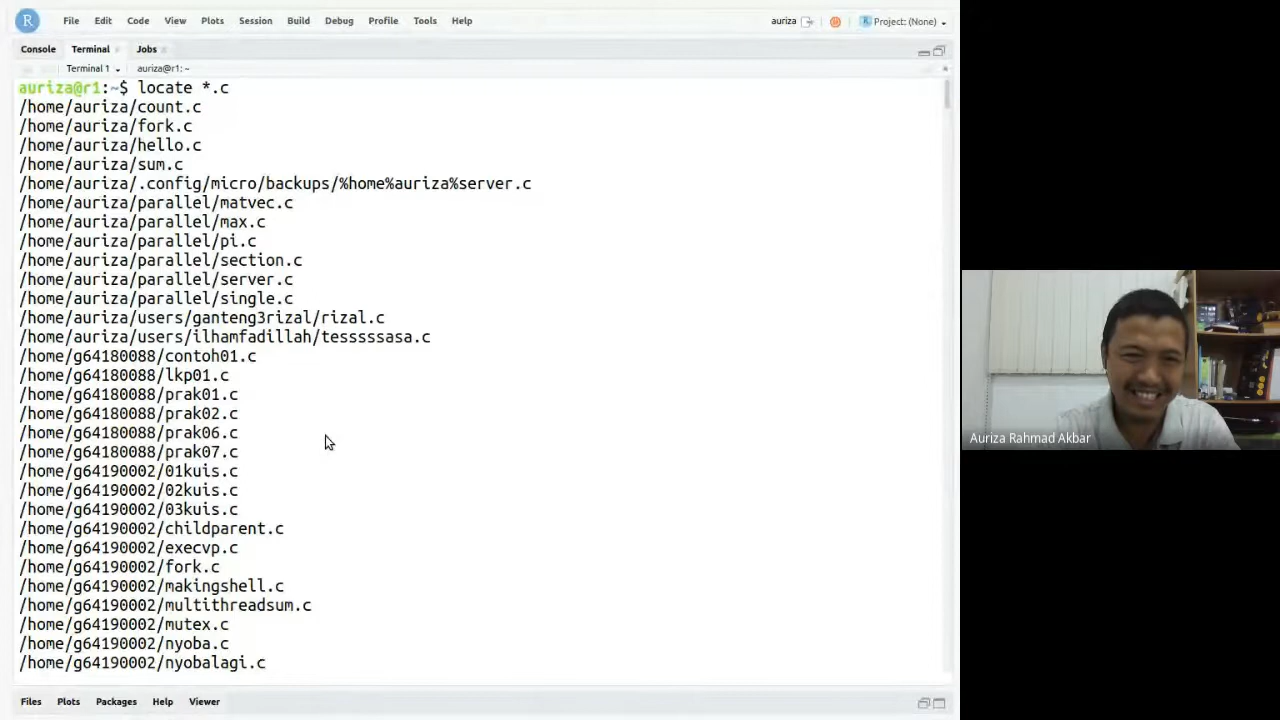 R File Edit Code View Plots Session Build Debug Profile Tools Help auriza R Project: (None)
Console Terminal Jobs
Terminal 1 auriza@r1: ~
auriza@r1:~$ locate *.c
/home/auriza/count.c
/home/auriza/fork.c
/home/auriza/hello.c
/home/auriza/sum.c
/home/auriza/.config/micro/backups/%home%auriza%server.c
/home/auriza/parallel/matvec.c
/home/auriza/parallel/max.c
/home/auriza/parallel/pi.c
/home/auriza/parallel/section.c
/home/auriza/parallel/server.c
/home/auriza/parallel/single.c
/home/auriza/users/ganteng3rizal/rizal.c
/home/auriza/users/ilhamfadillah/tesssssasa.c
/home/g64180088/contoh01.c
/home/g64180088/lkp01.c
/home/g64180088/prak01.c
/home/g64180088/prak02.c
/home/g64180088/prak06.c
/home/g64180088/prak07.c
/home/g64190002/01kuis.c
/home/g64190002/02kuis.c
/home/g64190002/03kuis.c
/home/g64190002/childparent.c
/home/g64190002/execvp.c
/home/g64190002/fork.c
/home/g64190002/makingshell.c
/home/g64190002/multithreadsum.c
/home/g64190002/mutex.c
/home/g64190002/nyoba.c
/home/g64190002/nyobalagi.c
Files Plots Packages Help Viewer
Auriza Rahmad Akbar